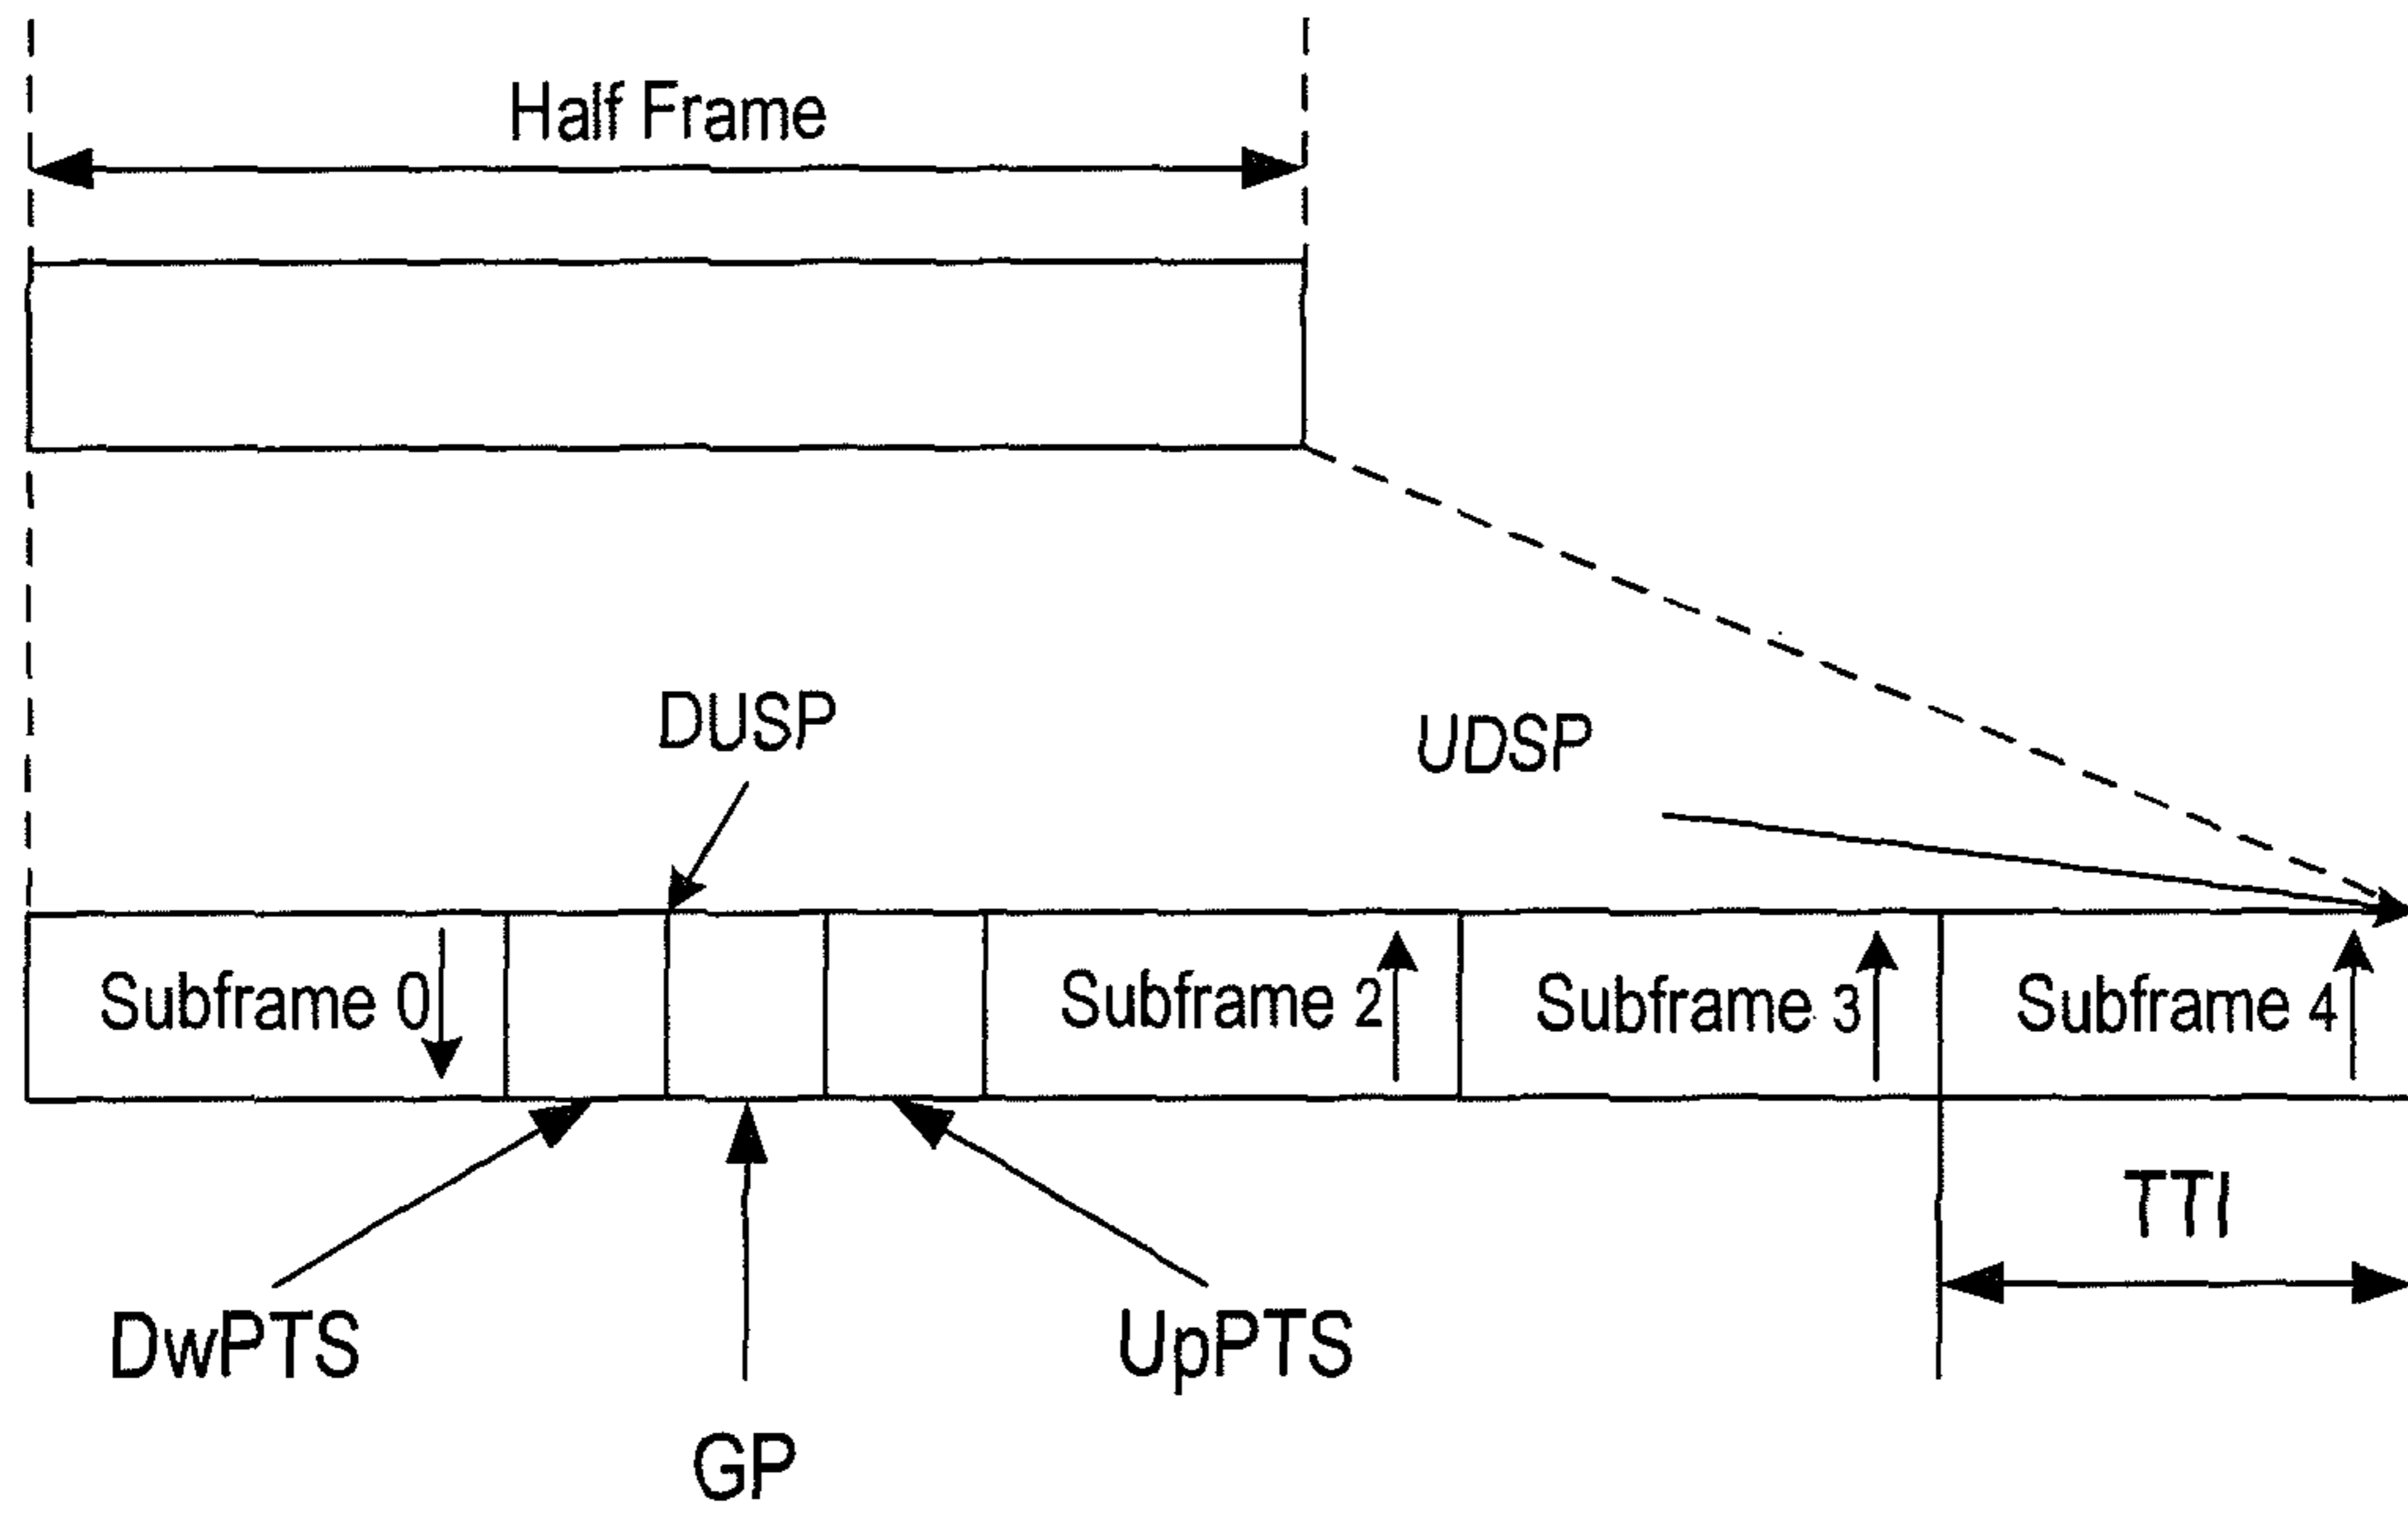 Half Frame
DUSP
UDSP
Subframe 0
Subframe 2
Subframe 3
Subframe 4
TTI
DwPTS
UpPTS
GP